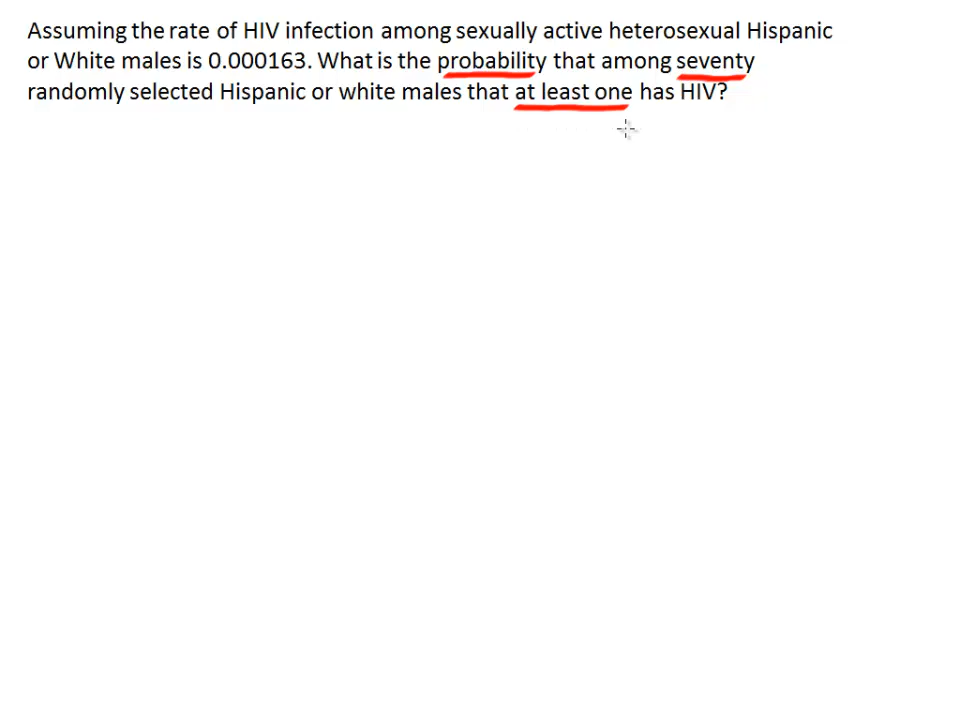 Assuming the rate of HIV infection among sexually active heterosexual Hispanic
or White males is 0.000163. What is the probability that among seventy
randomly selected Hispanic or white males that at least one has HIV?